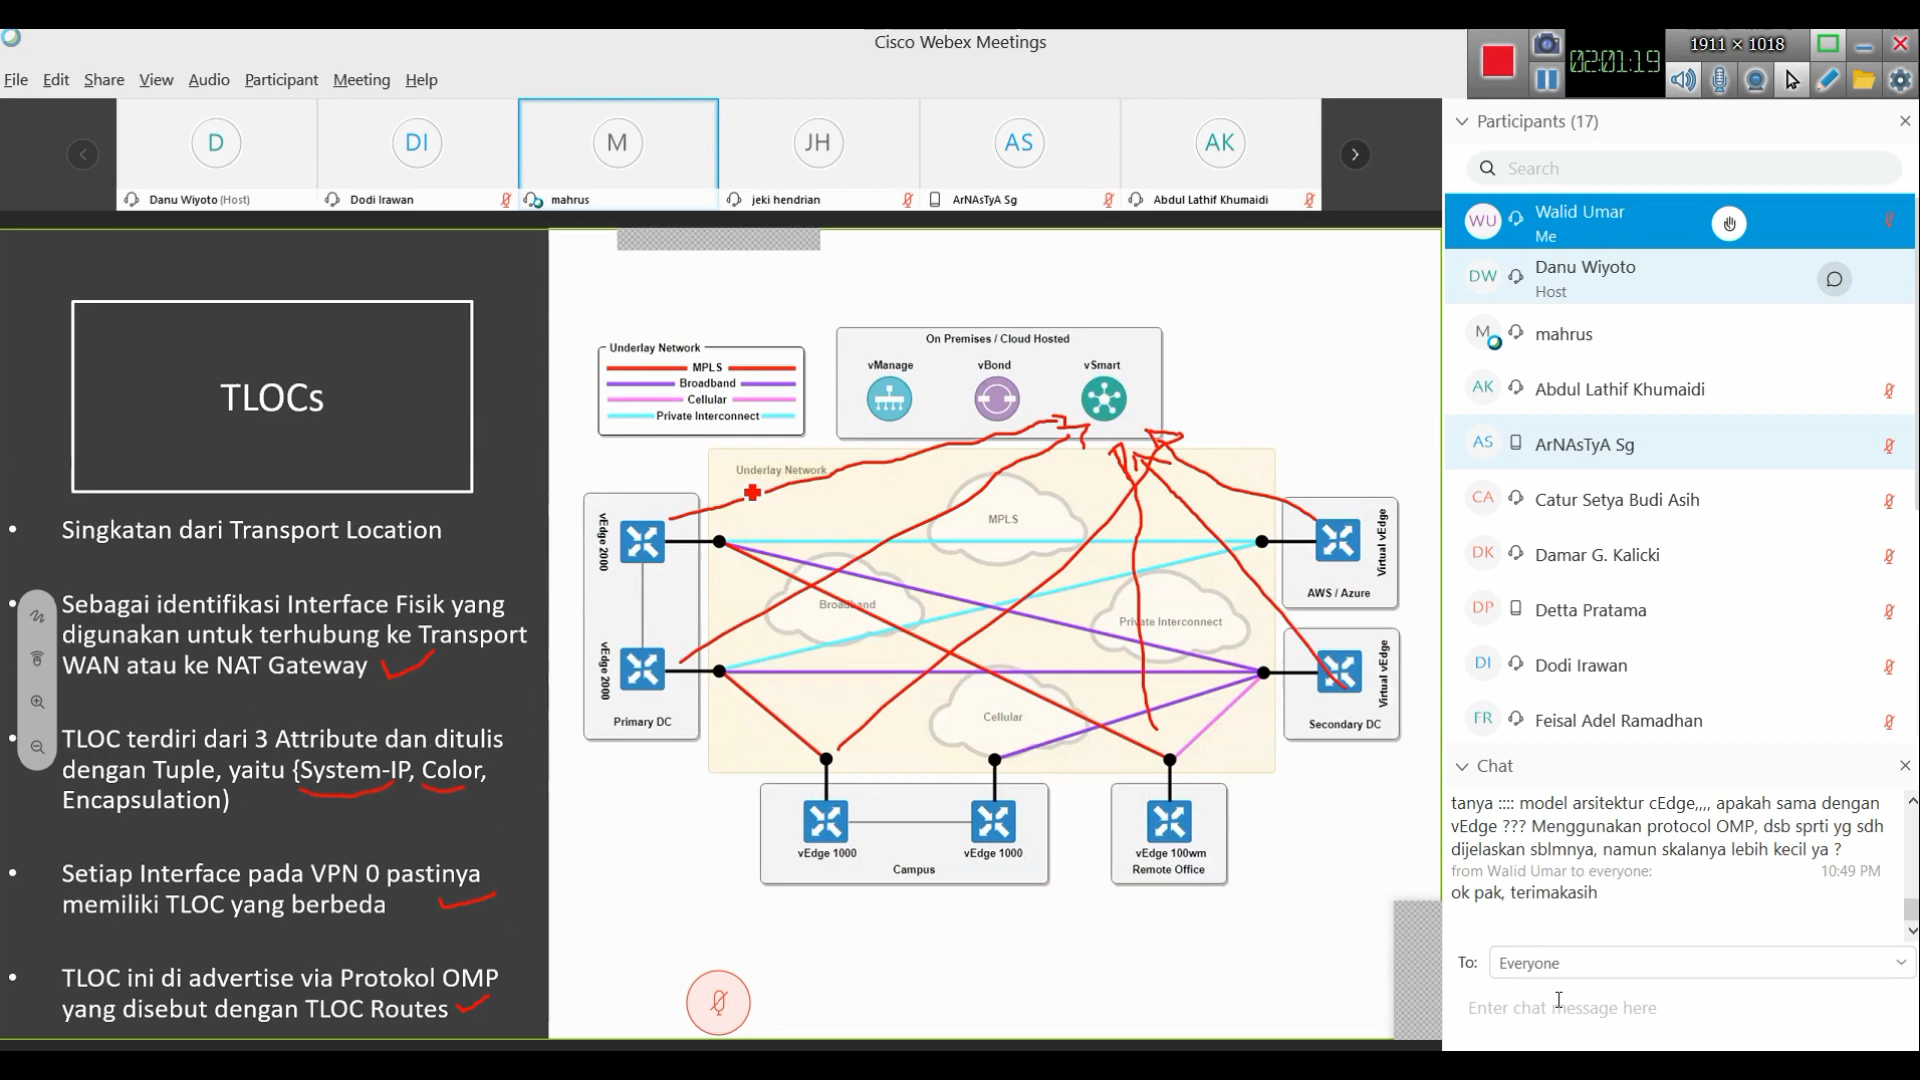 Cisco Webex Meetings
02:01:19
1911 × 1018
File Edit Share View Audio Participant Meeting Help
D
DI
M
JH
AS
AK
Danu Wiyoto (Host)
Dodi Irawan
mahrus
jeki hendrian
ArNAsTyA Sg
Abdul Lathif Khumaidi
TLOCs
• Singkatan dari Transport Location
• Sebagai identifikasi Interface Fisik yang
digunakan untuk terhubung ke Transport
WAN atau ke NAT Gateway
• TLOC terdiri dari 3 Attribute dan ditulis
dengan Tuple, yaitu {System-IP, Color,
Encapsulation)
• Setiap Interface pada VPN 0 pastinya
memiliki TLOC yang berbeda
• TLOC ini di advertise via Protokol OMP
yang disebut dengan TLOC Routes
Underlay Network
MPLS
Broadband
Cellular
Private Interconnect
On Premises / Cloud Hosted
vManage
vBond
vSmart
Underlay Network
MPLS
Broadband
Private Interconnect
Cellular
vEdge 2000
vEdge 2000
Primary DC
Virtual vEdge
AWS / Azure
Virtual vEdge
Secondary DC
vEdge 1000
vEdge 1000
Campus
vEdge 100wm
Remote Office
Participants (17)
Search
WU
Walid Umar
Me
DW
Danu Wiyoto
Host
M
mahrus
AK
Abdul Lathif Khumaidi
AS
ArNAsTyA Sg
CA
Catur Setya Budi Asih
DK
Damar G. Kalicki
DP
Detta Pratama
DI
Dodi Irawan
FR
Feisal Adel Ramadhan
Chat
tanya :::: model arsitektur cEdge,,,, apakah sama dengan
vEdge ??? Menggunakan protocol OMP, dsb sprti yg sdh
dijelaskan sblmnya, namun skalanya lebih kecil ya ?
from Walid Umar to everyone: 10:49 PM
ok pak, terimakasih
To: Everyone
Enter chat message here